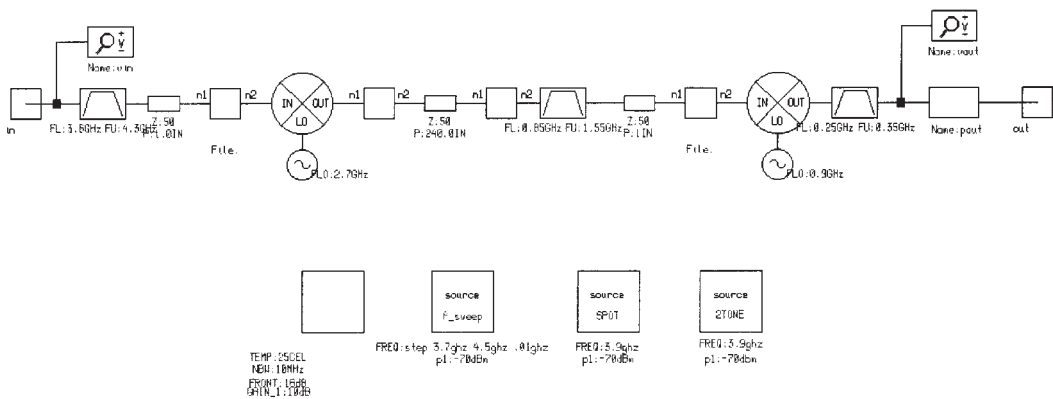 Name:vin
Name:vout
in
FL:3.8GHz FU:4.3GHz
Z:50
P:1.0IN
n1
n2
File.
IN
OUT
LO
FLO:2.7GHz
n1
n2
Z:50
P:240.0IN
n1
n2
FL:0.85GHz FU:1.55GHz
Z:50
P:1IN
n1
n2
File.
IN
OUT
LO
FLO:0.9GHz
FL:0.25GHz FU:0.35GHz
Name:pout
out
source
F_sweep
source
SPOT
source
2TONE
FREQ:step 3.7ghz 4.5ghz .01ghz
p1:-70dBm
FREQ:3.9ghz
p1:-70dBm
FREQ:3.9ghz
p1:-70dbm
TEMP:25CEL
NBW:10MHz
FRONT:16dB
GAIN_1:10dB